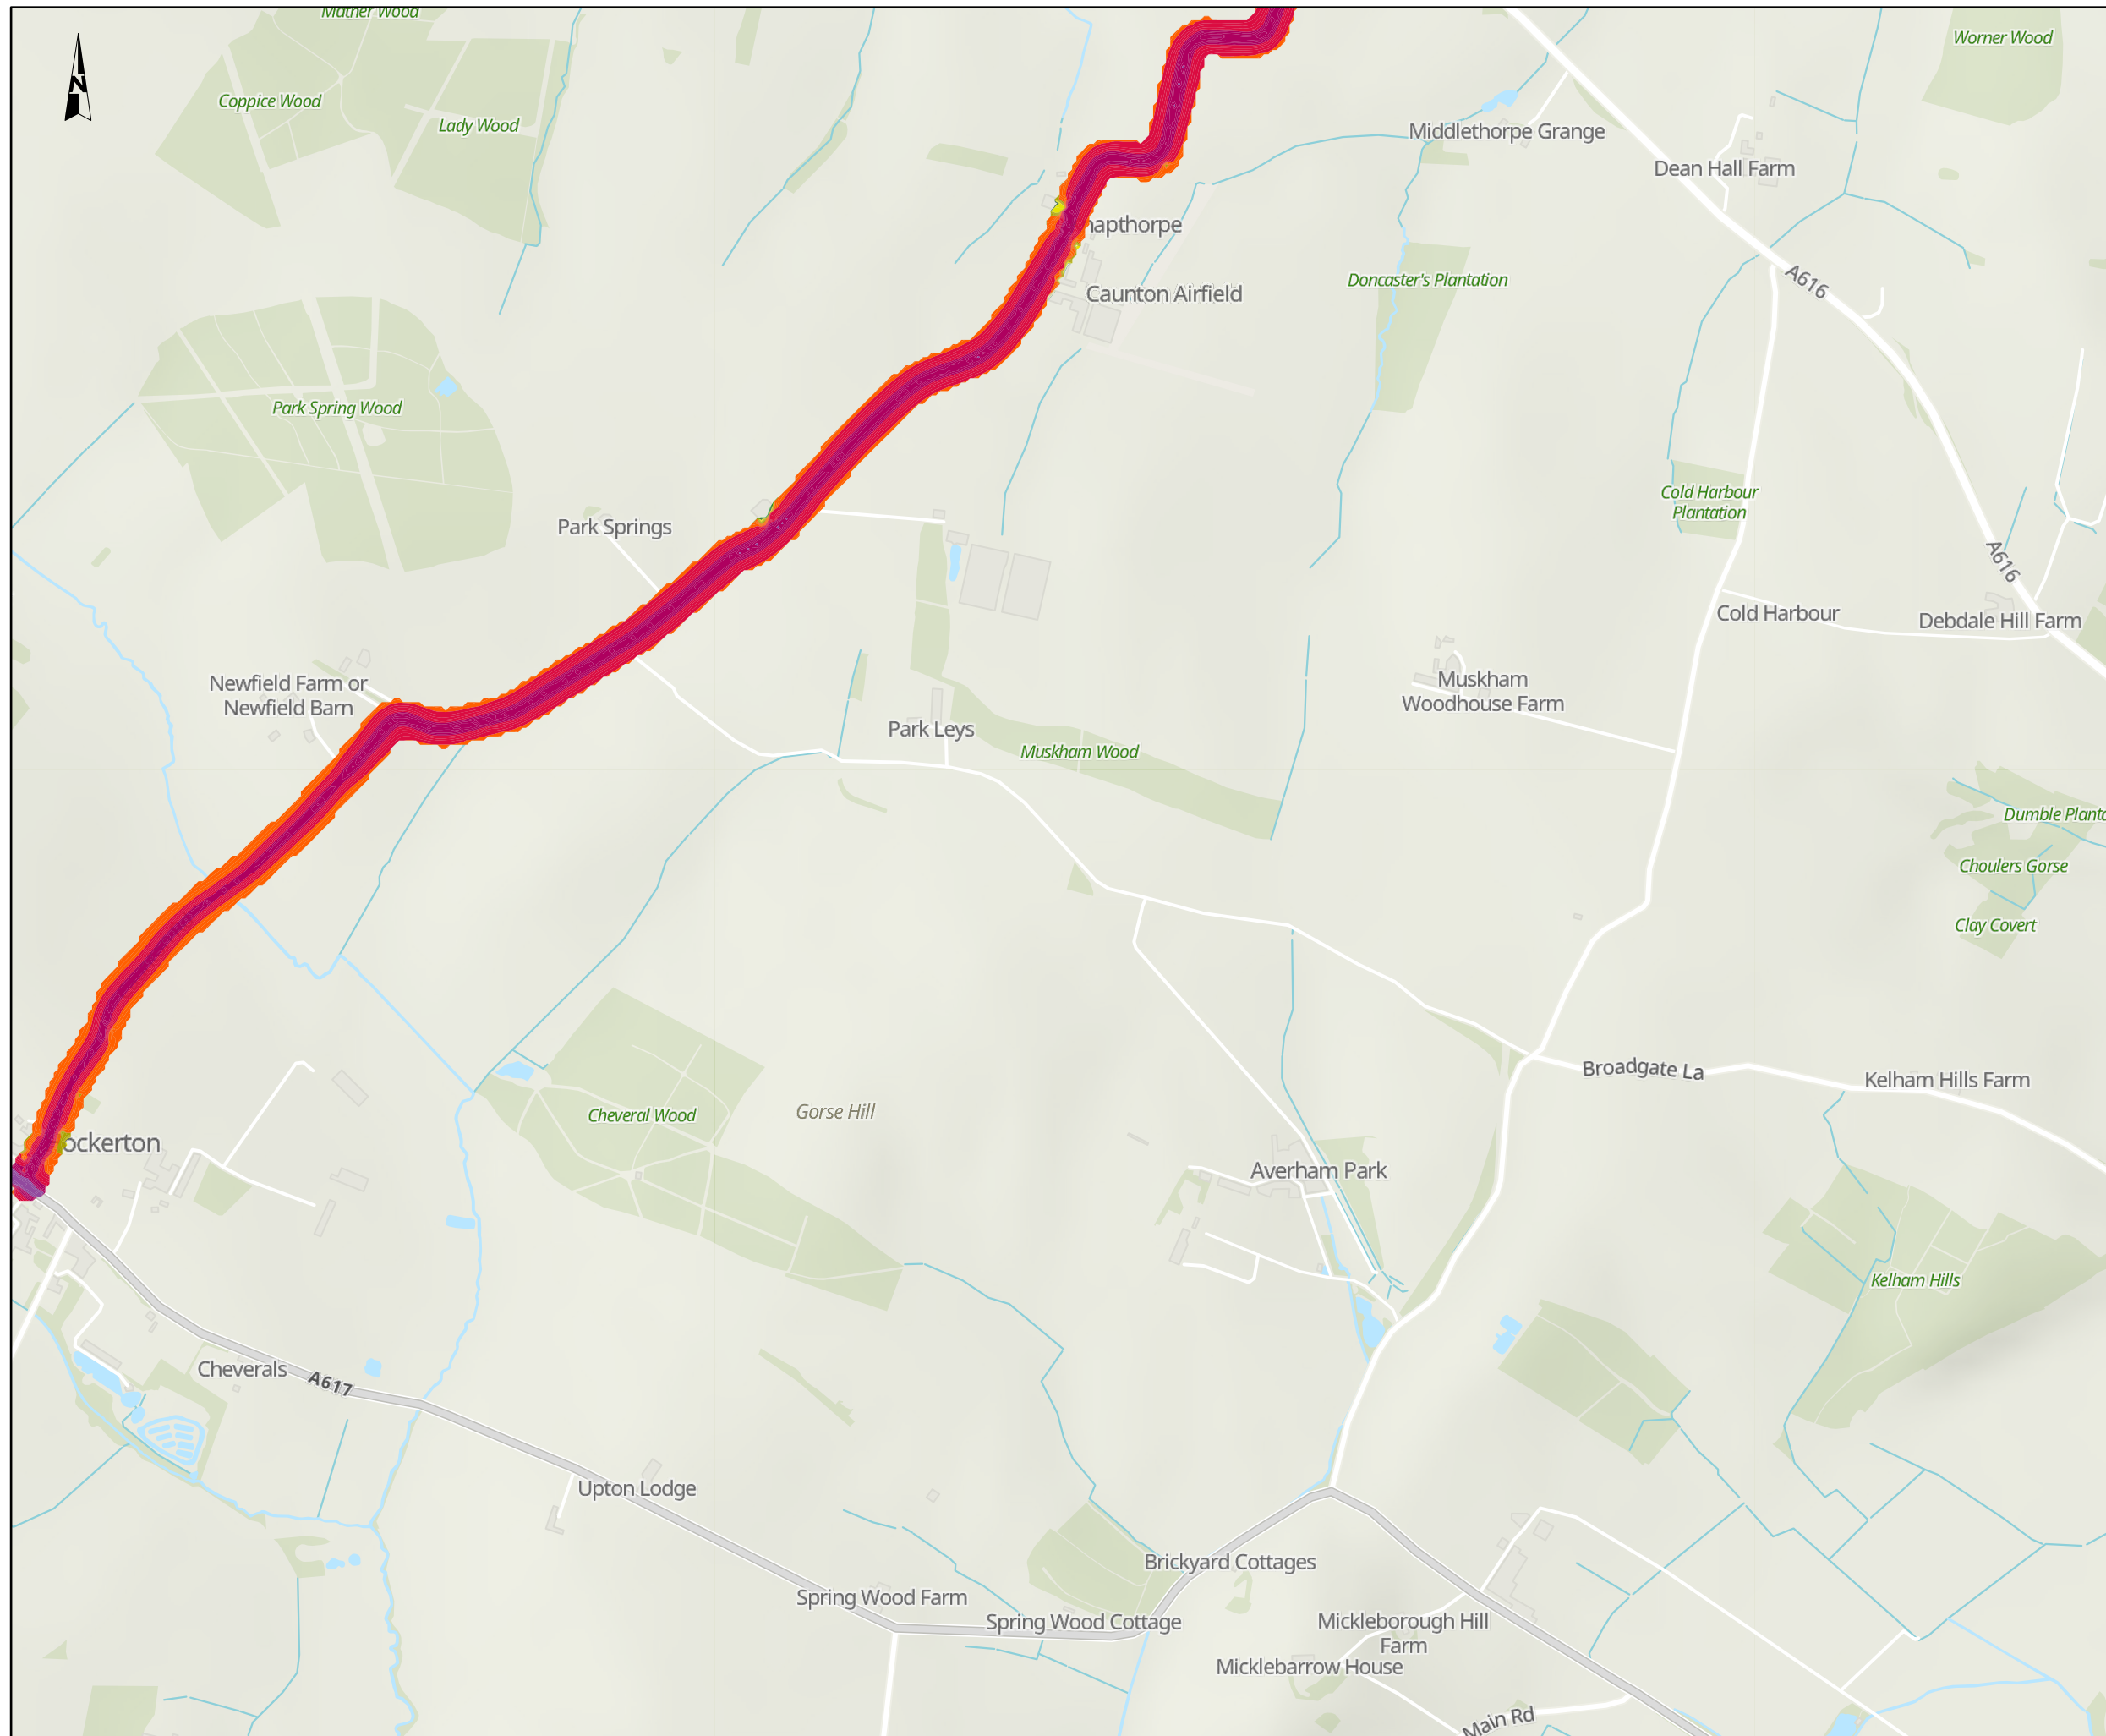 Mather Wood
Worner Wood
N
Coppice Wood
Lady Wood
Middlethorpe Grange
Dean Hall Farm
napthorpe
A616
Caunton Airfield
Doncaster's Plantation
Park Spring Wood
Cold Harbour
Plantation
Park Springs
A616
Cold Harbour
Debdale Hill Farm
Newfield Farm or
Newfield Barn
Muskham
Woodhouse Farm
Park Leys
Muskham Wood
Dumble Planta
Choulers Gorse
Clay Covert
Broadgate La
Kelham Hills Farm
Cheveral Wood
Gorse Hill
ockerton
Averham Park
Kelham Hills
Cheverals
A617
Upton Lodge
Brickyard Cottages
Spring Wood Farm
Spring Wood Cottage
Mickleborough Hill
Farm
Micklebarrow House
Main Rd